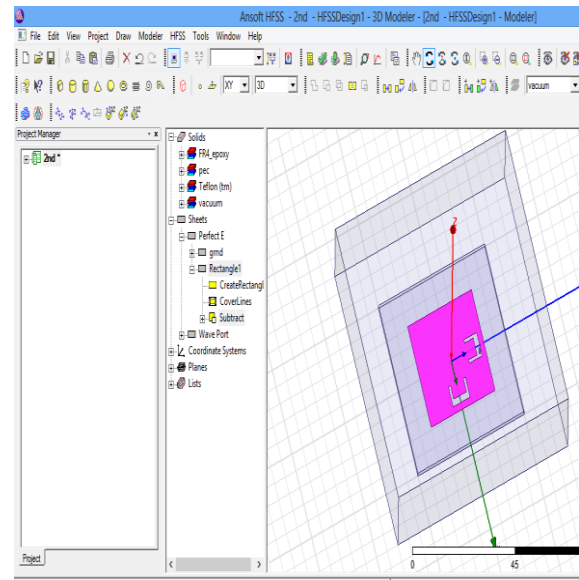 Ansoft HFSS - 2nd - HFSSDesign1 - 3D Modeler - [2nd - HFSSDesign1 - Modeler]
File Edit View Project Draw Modeler HFSS Tools Window Help
XY 3D vacuum
Project Manager
2nd *
Project
Solids
FR4_epoxy
pec
Teflon (tm)
vacuum
Sheets
Perfect E
grnd
Rectangle1
CreateRectangl
CoverLines
Subtract
Wave Port
Coordinate Systems
Planes
Lists
Z
0 45